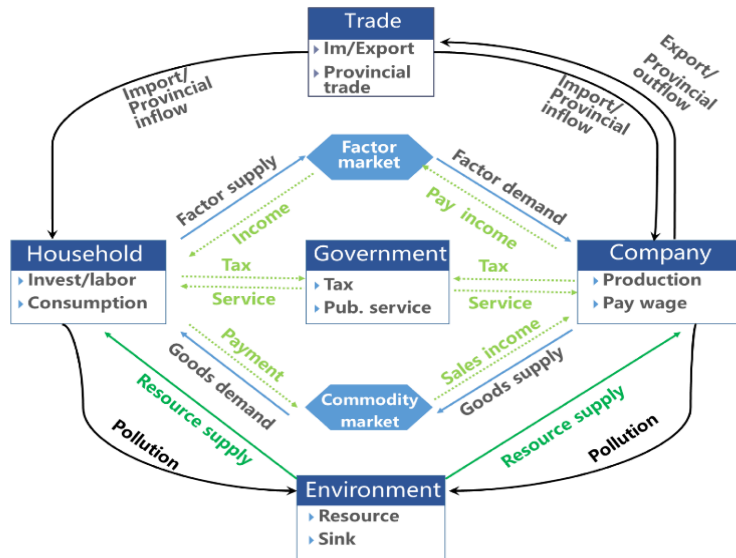 Trade
Im/Export
Provincial
trade
Import/
Provincial
inflow
Import/
Provincial
inflow
Export/
Provincial
outflow
Factor
market
Factor supply
Income
Factor demand
Pay income
Household
Invest/labor
Consumption
Government
Tax
Pub. service
Company
Production
Pay wage
Tax
Service
Tax
Service
Payment
Goods demand
Sales income
Goods supply
Commodity
market
Resource supply
Resource supply
Pollution
Pollution
Environment
Resource
Sink